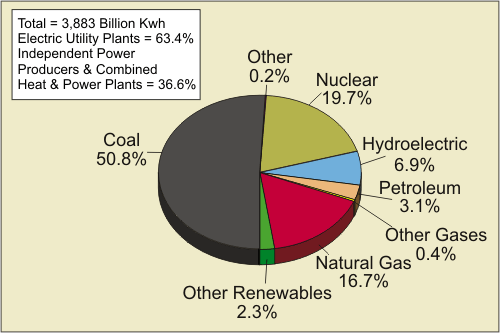 Total = 3,883 Billion Kwh
Electric Utility Plants = 63.4%
Independent Power
Producers & Combined
Heat & Power Plants = 36.6%
Other
0.2%
Nuclear
19.7%
Hydroelectric
6.9%
Petroleum
3.1%
Other Gases
0.4%
Natural Gas
16.7%
Other Renewables
2.3%
Coal
50.8%